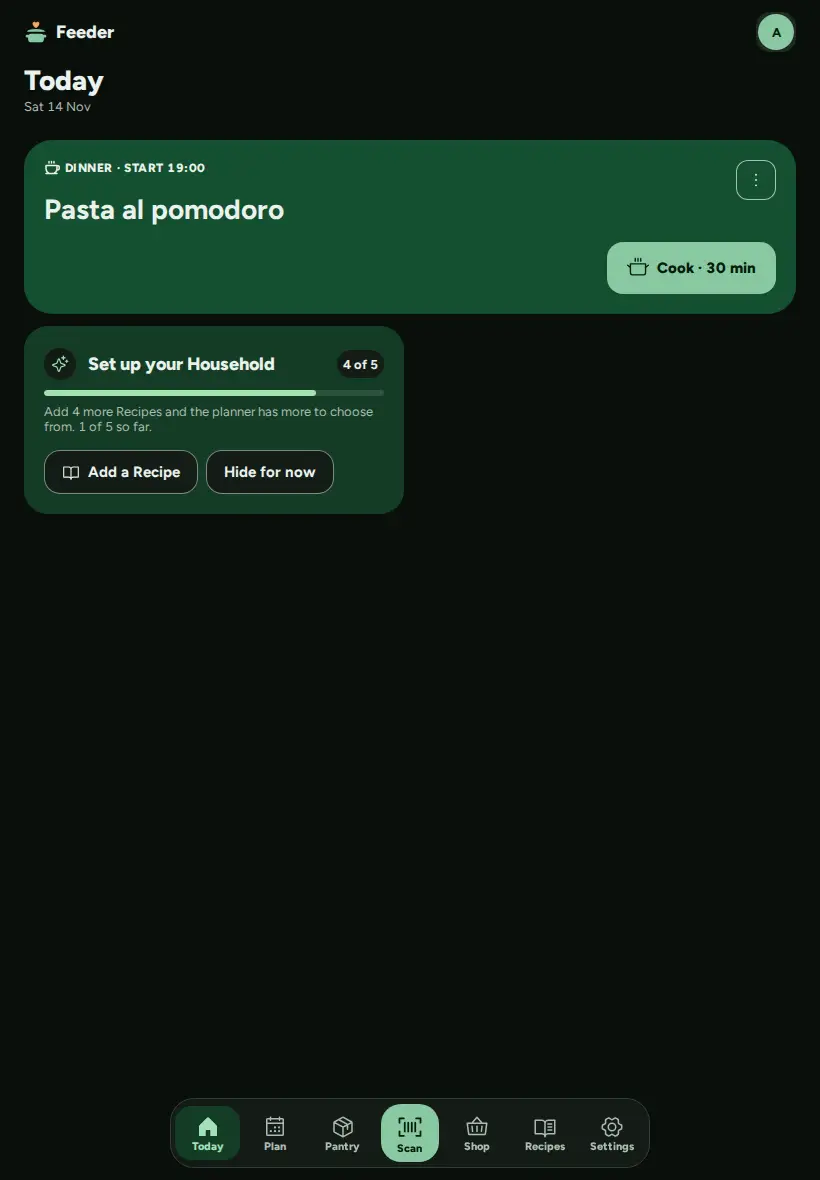 Feeder
A
Today
Sat 14 Nov
DINNER · START 19:00
Pasta al pomodoro
Cook · 30 min
Set up your Household
4 of 5
Add 4 more Recipes and the planner has more to choose
from. 1 of 5 so far.
Add a Recipe
Hide for now
Today
Plan
Pantry
Scan
Shop
Recipes
Settings